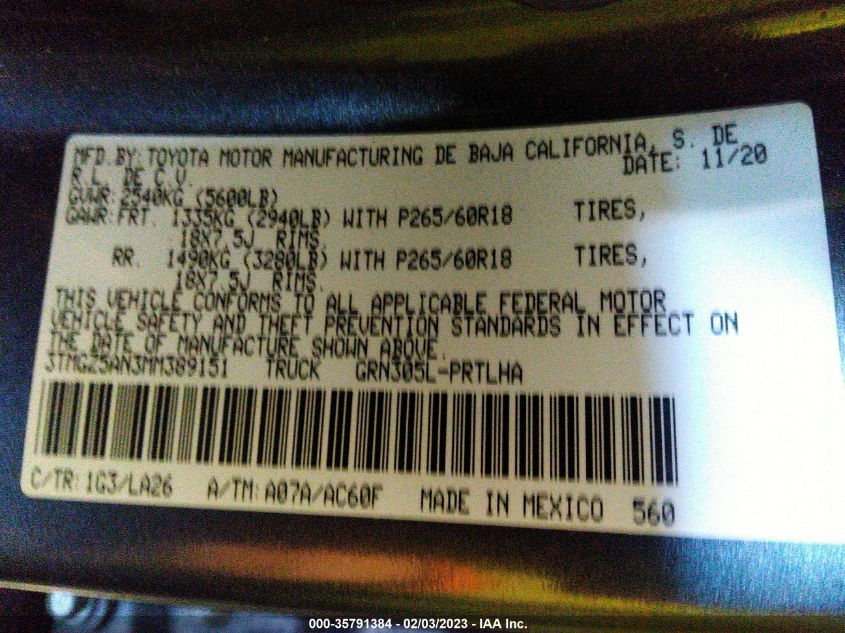 MFD. BY: TOYOTA MOTOR MANUFACTURING DE BAJA CALIFORNIA, S. DE
R.L. DE C.V. DATE: 11/20
GVWR: 2540KG (5600LB)
GAWR: FRT. 1335KG (2940LB) WITH P265/60R18 TIRES,
18X7.5J RIMS.
RR. 1490KG (3280LB) WITH P265/60R18 TIRES,
18X7.5J RIMS.
THIS VEHICLE CONFORMS TO ALL APPLICABLE FEDERAL MOTOR
VEHICLE SAFETY AND THEFT PREVENTION STANDARDS IN EFFECT ON
THE DATE OF MANUFACTURE SHOWN ABOVE.
3TMGZ5AN3MM389151 TRUCK GRN305L-PRTLHA
C/TR: 1G3/LA26 A/TM: A07A/AC60F MADE IN MEXICO 560
000-35791384 - 02/03/2023 - IAA Inc.